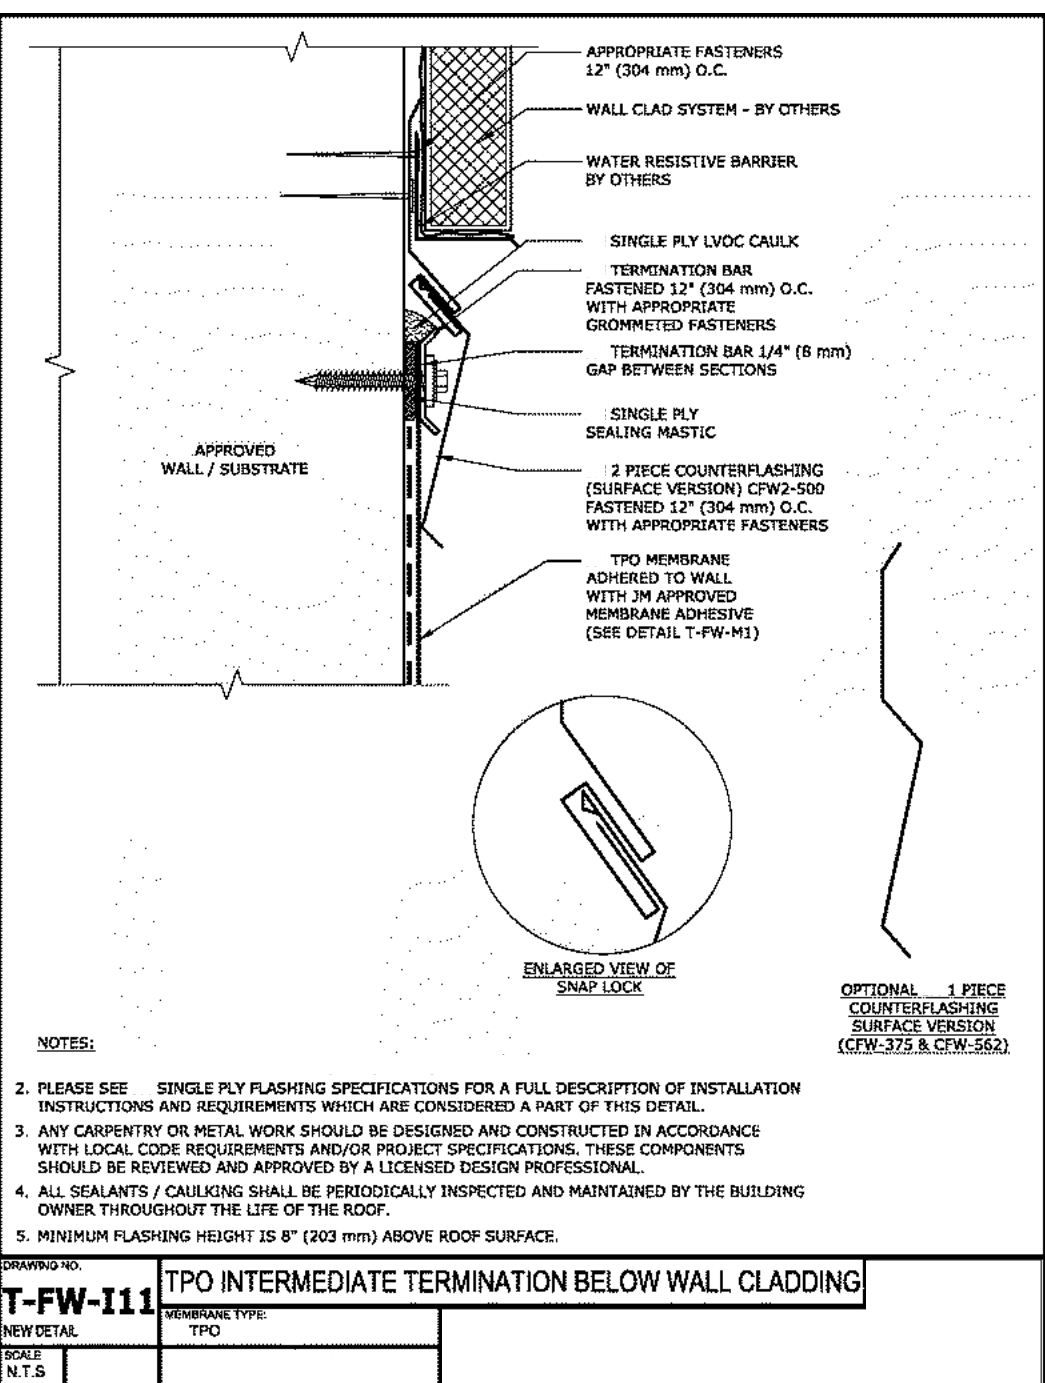 APPROPRIATE FASTENERS
12" (304 mm) O.C.
WALL CLAD SYSTEM - BY OTHERS
WATER RESISTIVE BARRIER
BY OTHERS
SINGLE PLY LVOC CAULK
TERMINATION BAR
FASTENED 12" (304 mm) O.C.
WITH APPROPRIATE
GROMMETED FASTENERS
TERMINATION BAR 1/4" (6 mm)
GAP BETWEEN SECTIONS
SINGLE PLY
SEALING MASTIC
APPROVED
WALL / SUBSTRATE
2 PIECE COUNTERFLASHING
(SURFACE VERSION) CFW2-500
FASTENED 12" (304 mm) O.C.
WITH APPROPRIATE FASTENERS
TPO MEMBRANE
ADHERED TO WALL
WITH JM APPROVED
MEMBRANE ADHESIVE
(SEE DETAIL T-FW-M1)
ENLARGED VIEW OF
SNAP LOCK
OPTIONAL 1 PIECE
COUNTERFLASHING
SURFACE VERSION
(CFW-375 & CFW-562)
NOTES:
2. PLEASE SEE SINGLE PLY FLASHING SPECIFICATIONS FOR A FULL DESCRIPTION OF INSTALLATION
INSTRUCTIONS AND REQUIREMENTS WHICH ARE CONSIDERED A PART OF THIS DETAIL.
3. ANY CARPENTRY OR METAL WORK SHOULD BE DESIGNED AND CONSTRUCTED IN ACCORDANCE
WITH LOCAL CODE REQUIREMENTS AND/OR PROJECT SPECIFICATIONS. THESE COMPONENTS
SHOULD BE REVIEWED AND APPROVED BY A LICENSED DESIGN PROFESSIONAL.
4. ALL SEALANTS / CAULKING SHALL BE PERIODICALLY INSPECTED AND MAINTAINED BY THE BUILDING
OWNER THROUGHOUT THE LIFE OF THE ROOF.
5. MINIMUM FLASHING HEIGHT IS 8" (203 mm) ABOVE ROOF SURFACE.
DRAWING NO.
T-FW-I11
NEW DETAIL
TPO INTERMEDIATE TERMINATION BELOW WALL CLADDING
MEMBRANE TYPE:
TPO
SCALE
N.T.S